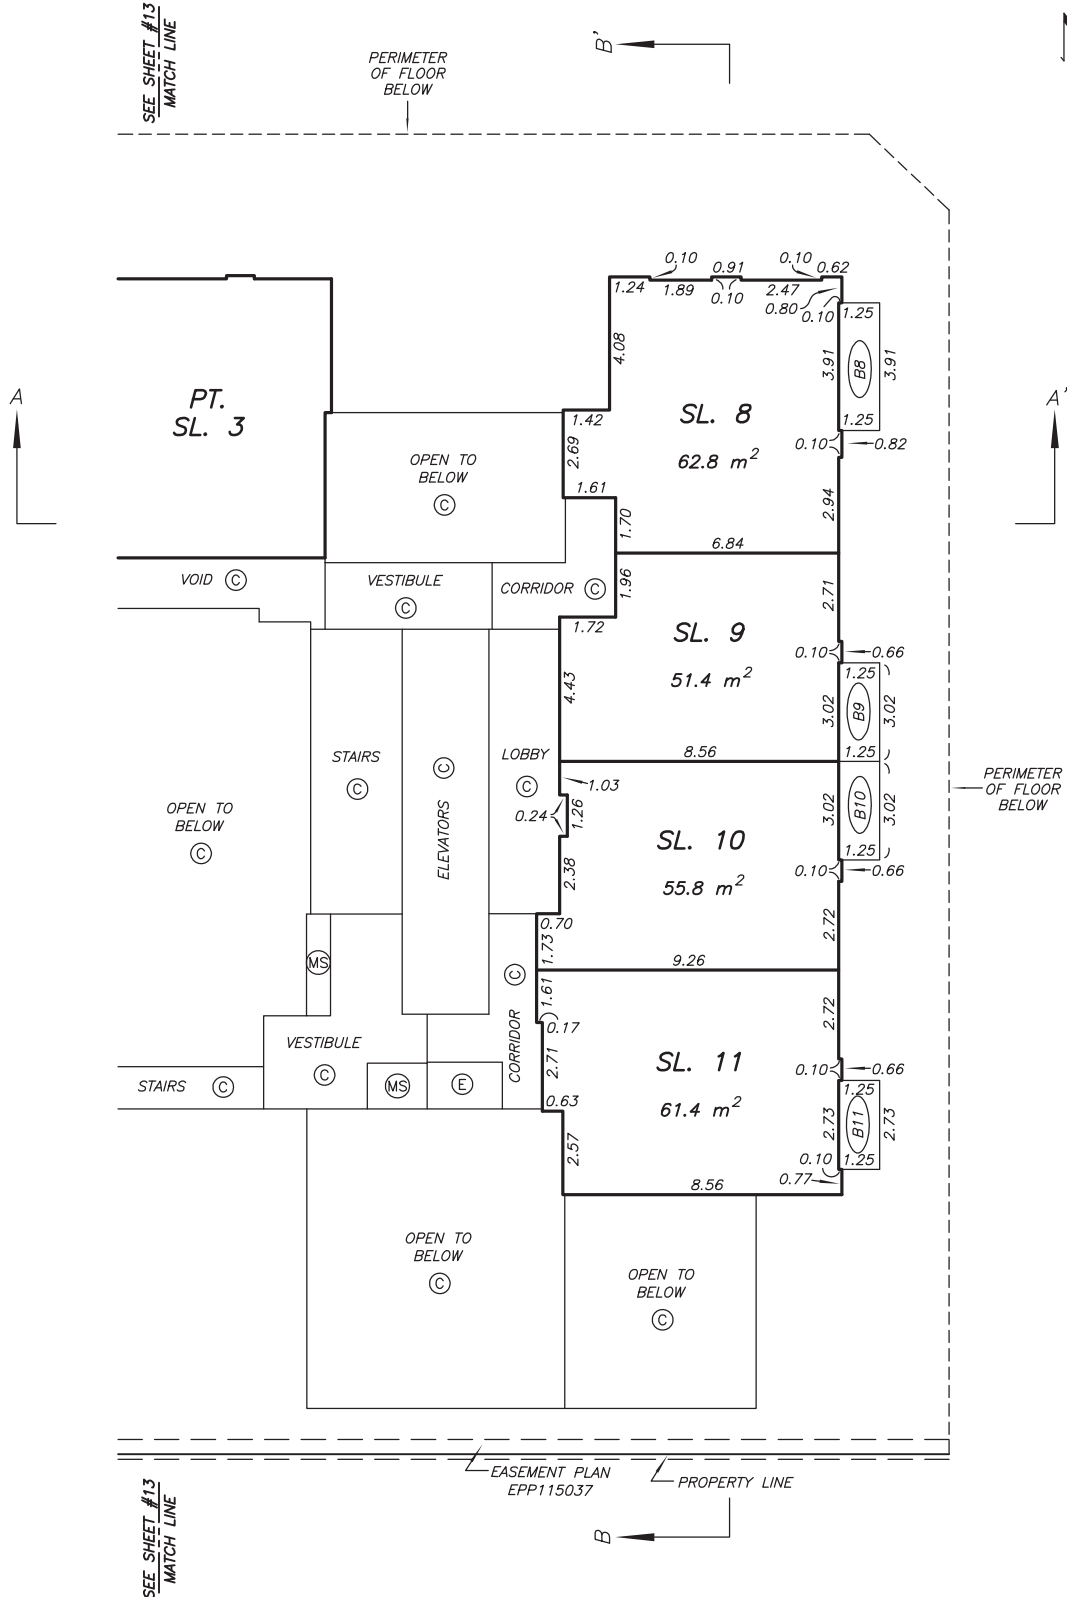 SEE SHEET #13
MATCH LINE
PERIMETER
OF FLOOR
BELOW
B'
0.10
0.91
0.10
0.62
1.24
1.89
0.10
2.47
0.80
0.10
1.25
4.08
3.91
B8
3.91
A
PT.
SL. 3
A'
SL. 8
62.8 m²
1.42
1.25
0.10
0.82
2.69
OPEN TO
BELOW
C
1.61
1.70
2.94
6.84
VOID C
VESTIBULE
C
CORRIDOR C
1.96
2.71
1.72
SL. 9
51.4 m²
0.10
0.66
1.25
4.43
3.02
B9
3.02
STAIRS
C
C
ELEVATORS
LOBBY
C
8.56
1.25
1.03
0.24
1.26
3.02
B10
3.02
PERIMETER
OF FLOOR
BELOW
OPEN TO
BELOW
C
SL. 10
55.8 m²
1.25
0.10
0.66
2.38
0.70
1.73
2.72
9.26
MS
C
CORRIDOR
1.61
0.17
2.72
VESTIBULE
C
2.71
SL. 11
61.4 m²
0.10
0.66
1.25
STAIRS C
MS
E
0.63
2.73
B11
2.73
2.57
0.10
1.25
0.77
8.56
OPEN TO
BELOW
C
OPEN TO
BELOW
C
EASEMENT PLAN
EPP115037
PROPERTY LINE
SEE SHEET #13
MATCH LINE
B